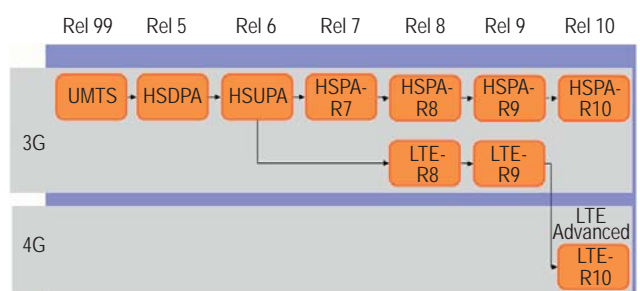 Rel 99 Rel 5 Rel 6 Rel 7 Rel 8 Rel 9 Rel 10
3G
UMTS
HSDPA
HSUPA
HSPA-
R7
HSPA-
R8
HSPA-
R9
HSPA-
R10
LTE-
R8
LTE-
R9
4G
LTE
Advanced
LTE-
R10